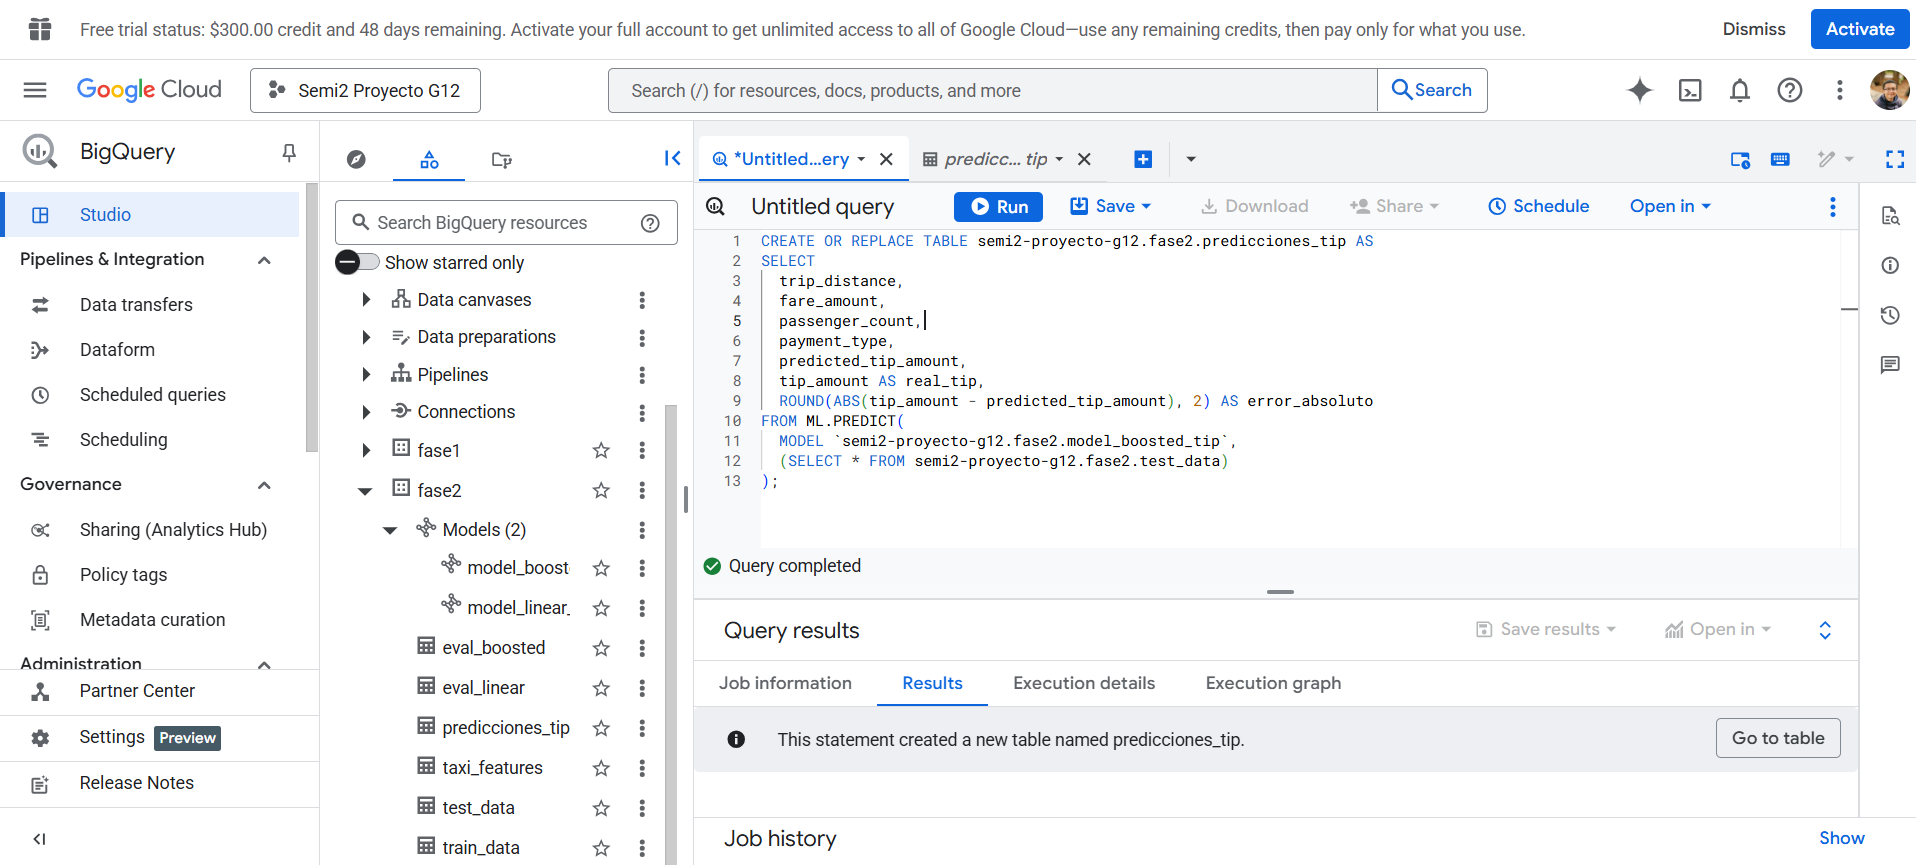 Free trial status: $300.00 credit and 48 days remaining. Activate your full account to get unlimited access to all of Google Cloud—use any remaining credits, then pay only for what you use.
Dismiss
Activate
Google Cloud
Semi2 Proyecto G12
Search (/) for resources, docs, products, and more
Search
BigQuery
Studio
Pipelines & Integration
Data transfers
Dataform
Scheduled queries
Scheduling
Governance
Sharing (Analytics Hub)
Policy tags
Metadata curation
Administration
Partner Center
Settings Preview
Release Notes
Search BigQuery resources
Show starred only
Data canvases
Data preparations
Pipelines
Connections
fase1
fase2
Models (2)
model_boost
model_linear_
eval_boosted
eval_linear
predicciones_tip
taxi_features
test_data
train_data
*Untitled...ery
predicc... tip
Untitled query
Run
Save
Download
Share
Schedule
Open in
1 CREATE OR REPLACE TABLE semi2-proyecto-g12.fase2.predicciones_tip AS
2 SELECT
3 trip_distance,
4 fare_amount,
5 passenger_count,
6 payment_type,
7 predicted_tip_amount,
8 tip_amount AS real_tip,
9 ROUND(ABS(tip_amount - predicted_tip_amount), 2) AS error_absoluto
10 FROM ML.PREDICT(
11 MODEL `semi2-proyecto-g12.fase2.model_boosted_tip`,
12 (SELECT * FROM semi2-proyecto-g12.fase2.test_data)
13 );
Query completed
Query results
Save results
Open in
Job information
Results
Execution details
Execution graph
This statement created a new table named predicciones_tip.
Go to table
Job history
Show